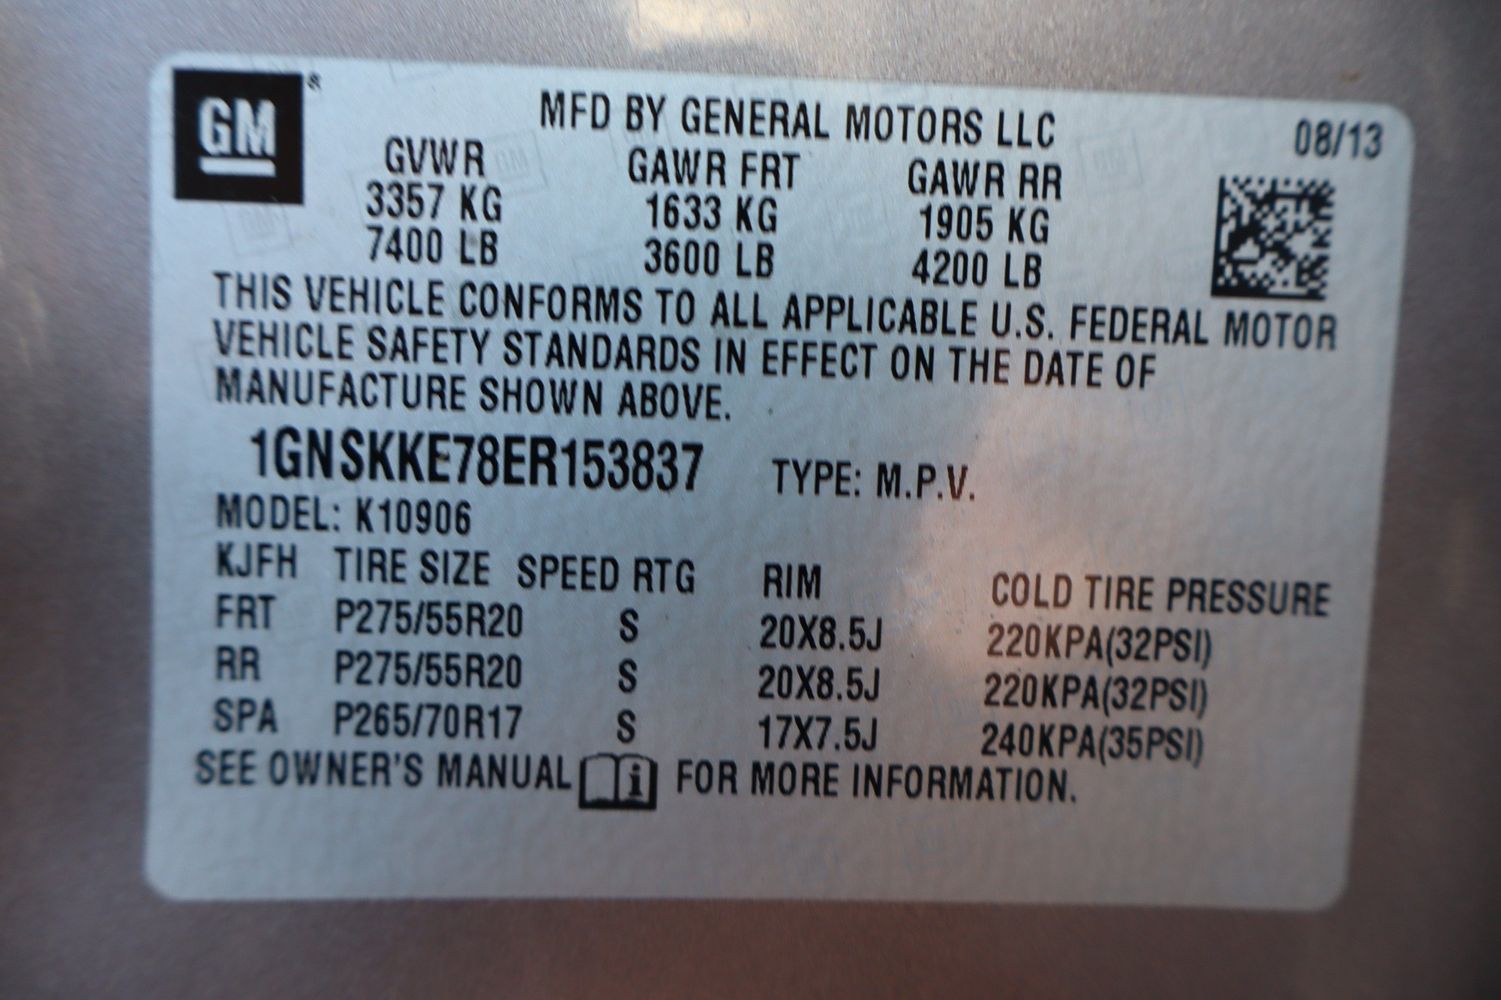 GM®
MFD BY GENERAL MOTORS LLC 08/13
GVWR GAWR FRT GAWR RR
3357 KG 1633 KG 1905 KG
7400 LB 3600 LB 4200 LB
THIS VEHICLE CONFORMS TO ALL APPLICABLE U.S. FEDERAL MOTOR
VEHICLE SAFETY STANDARDS IN EFFECT ON THE DATE OF
MANUFACTURE SHOWN ABOVE.
1GNSKKE78ER153837 TYPE: M.P.V.
MODEL: K10906
KJFH TIRE SIZE SPEED RTG RIM COLD TIRE PRESSURE
FRT P275/55R20 S 20X8.5J 220KPA(32PSI)
RR P275/55R20 S 20X8.5J 220KPA(32PSI)
SPA P265/70R17 S 17X7.5J 240KPA(35PSI)
SEE OWNER'S MANUAL i FOR MORE INFORMATION.